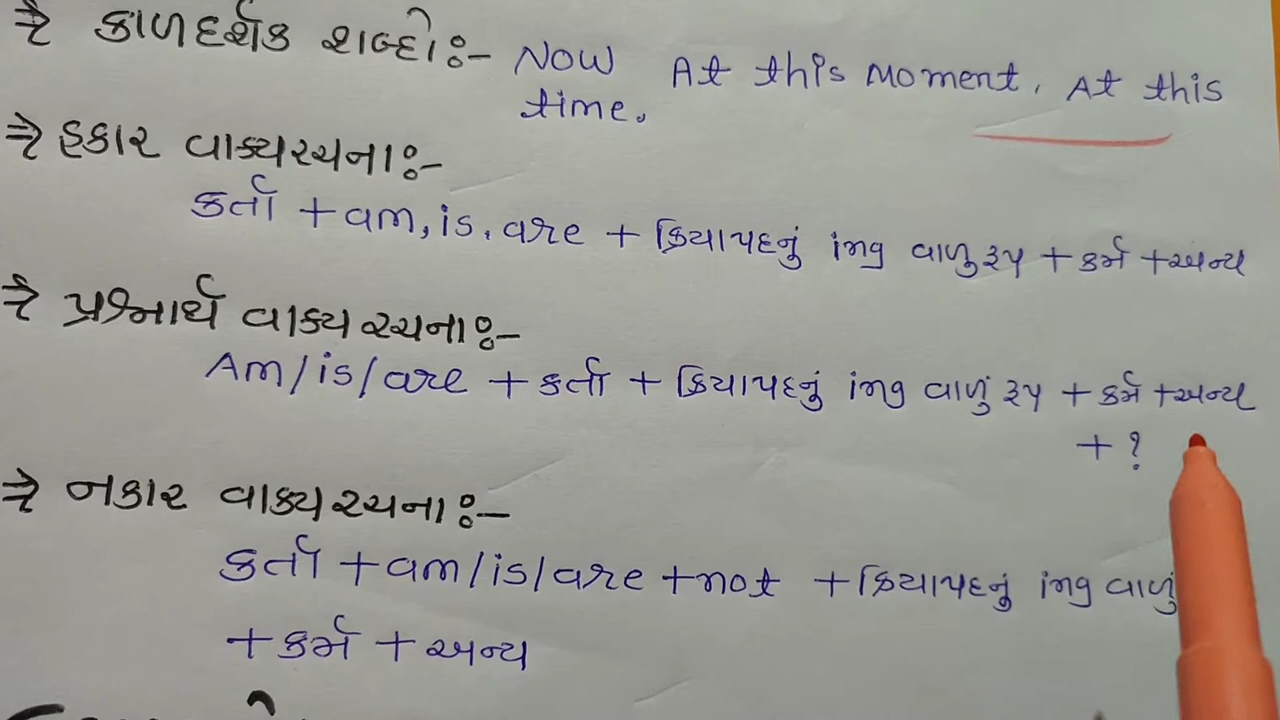 ⇒ કાળદર્શક શબ્દો:- Now At this Moment, At this
time.
⇒ હકાર વાક્યરચના:-
કર્તા + am, is, are + ક્રિયાપદનું ing વાળુ રૂપ + કર્મ + અન્ય
⇒ પ્રશ્નાર્થ વાક્ય રચના:-
Am/is/are + કર્તા + ક્રિયાપદનું ing વાળું રૂપ + કર્મ + અન્ય
+ ?
⇒ નકાર વાક્ય રચના:-
કર્તા + am/is/are + not + ક્રિયાપદનું ing વાળું
+ કર્મ + અન્ય